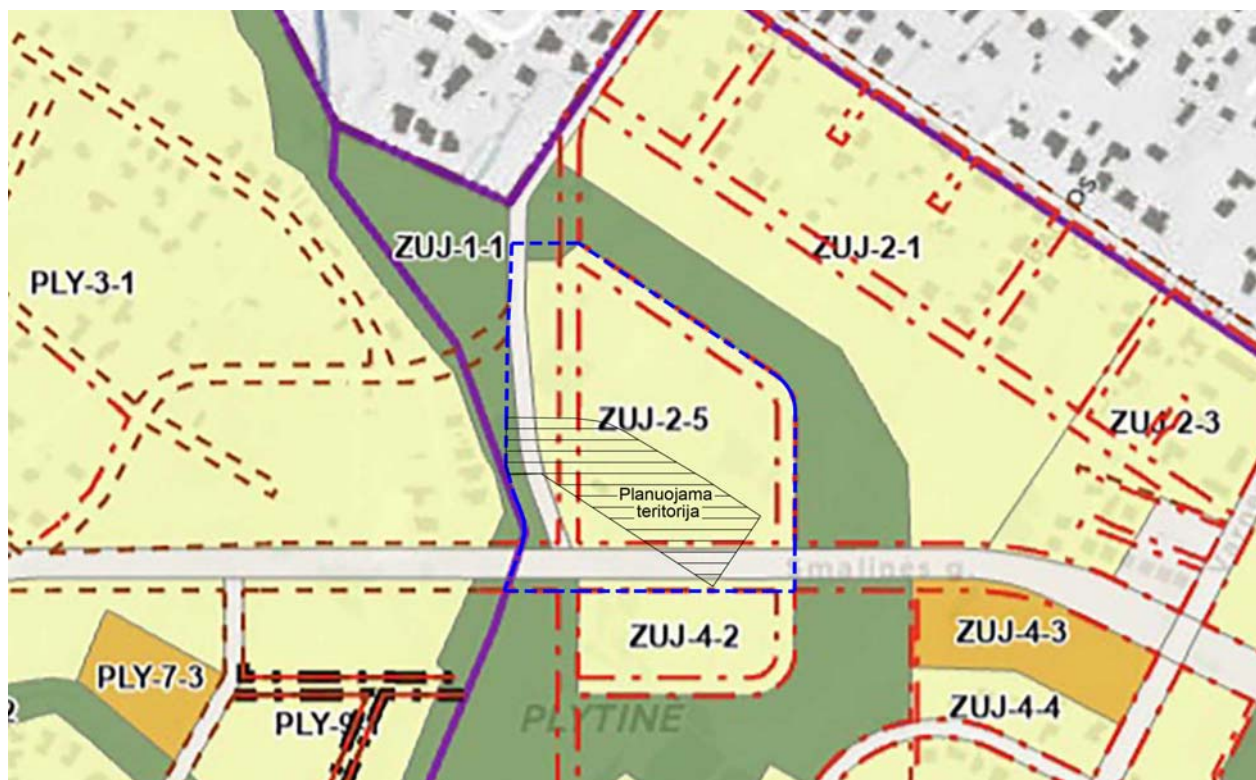 ZUJ-1-1
ZUJ-2-1
PLY-3-1
ZUJ-2-5
ZUJ-2-3
Planuojama
teritorija
Smalinės g.
ZUJ-4-2
ZUJ-4-3
PLY-7-3
ZUJ-4-4
PLYTINĖ